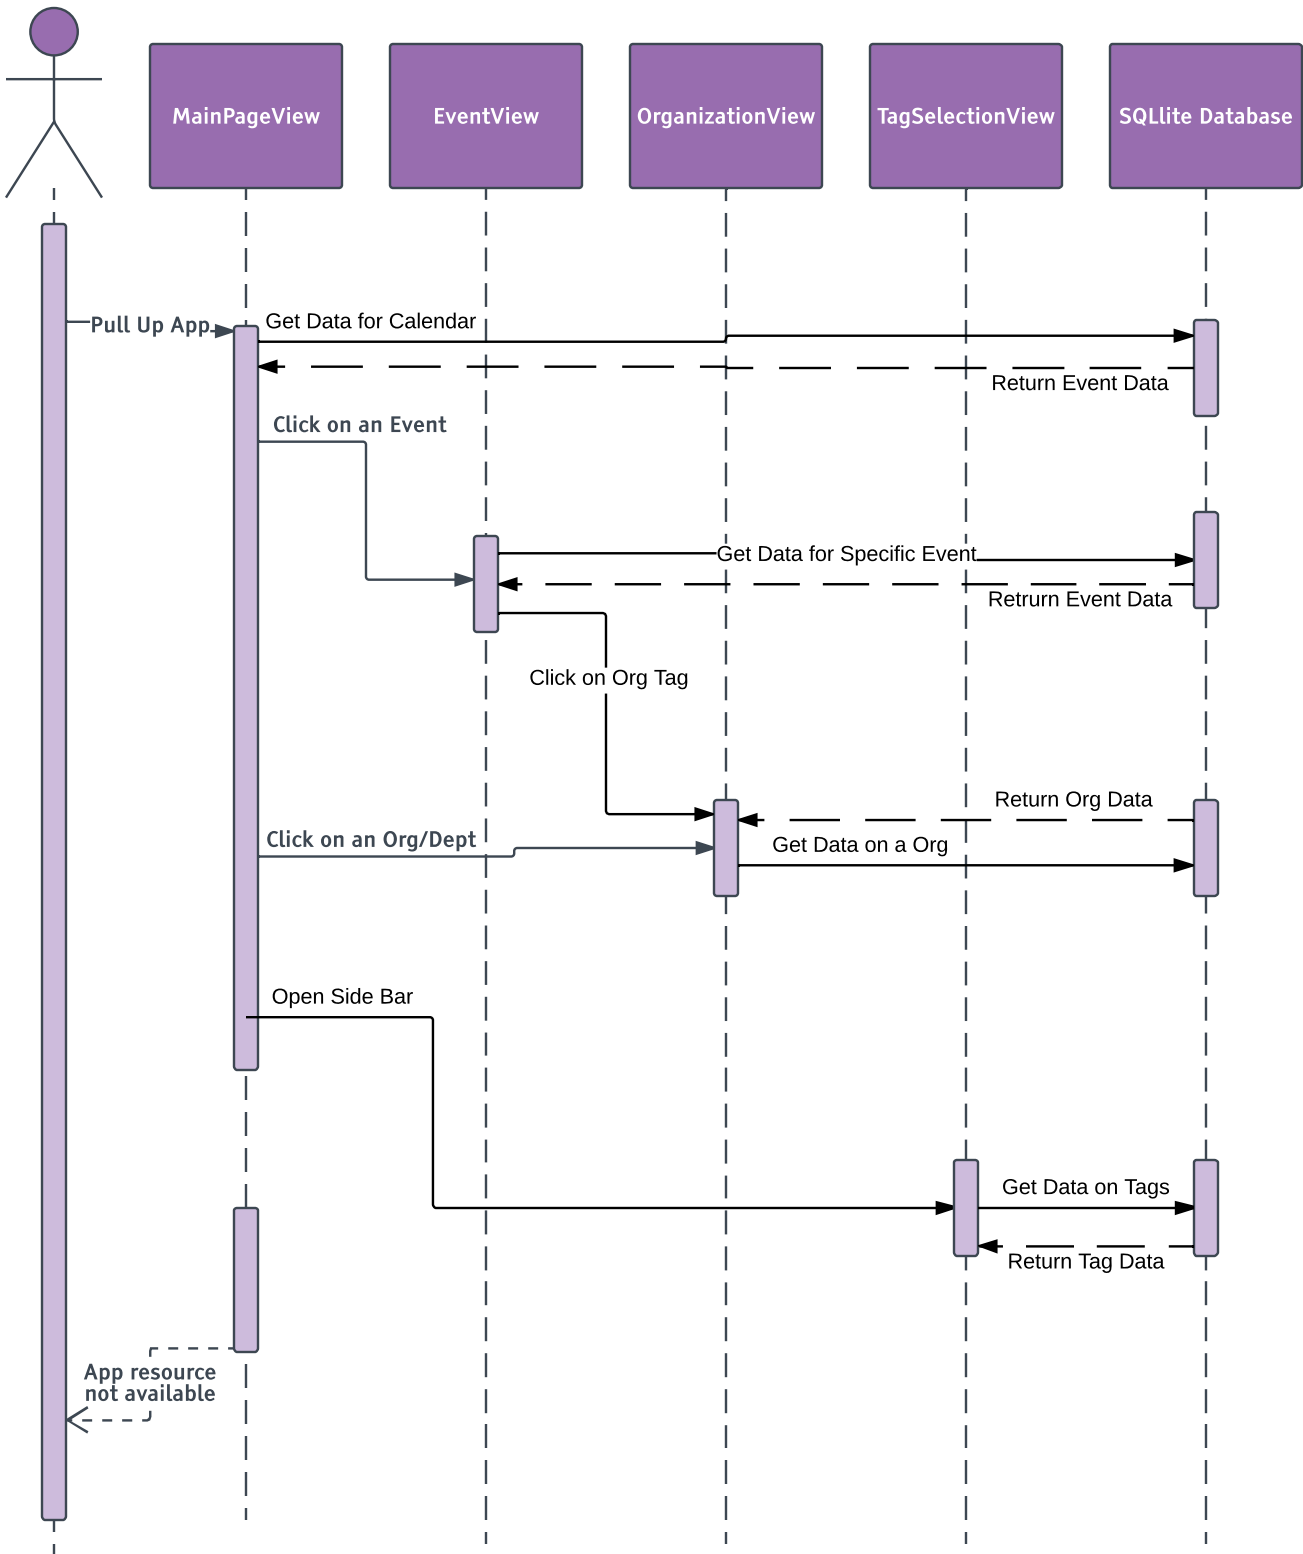 MainPageView
EventView
OrganizationView
TagSelectionView
SQLlite Database
Pull Up App
Get Data for Calendar
Return Event Data
Click on an Event
Get Data for Specific Event
Retrurn Event Data
Click on Org Tag
Return Org Data
Click on an Org/Dept
Get Data on a Org
Open Side Bar
Get Data on Tags
Return Tag Data
App resource
not available